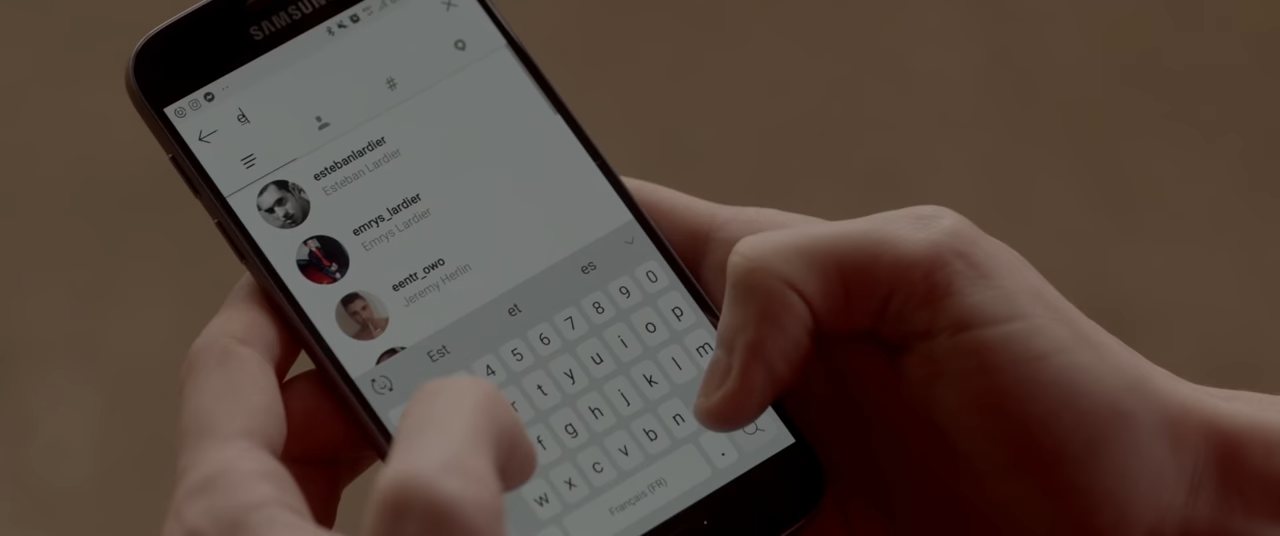 SAMSUNG
e
#
estebanlardier
Esteban Lardier
emrys_lardier
Emrys Lardier
eentr_owo
Jeremy Herlin
Est et es
4 5 6 7 8 9 0
r t y u i o p
f g h j k l m
w x c v b n
Français (FR) .